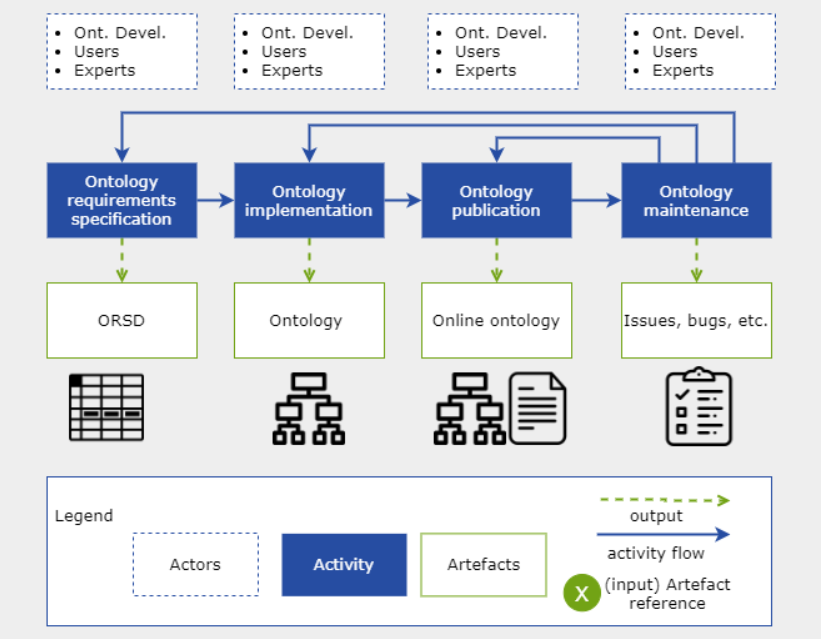 • Ont. Devel.
• Users
• Experts
• Ont. Devel.
• Users
• Experts
• Ont. Devel.
• Users
• Experts
• Ont. Devel.
• Users
• Experts
Ontology
requirements
specification
Ontology
implementation
Ontology
publication
Ontology
maintenance
ORSD
Ontology
Online ontology
Issues, bugs, etc.
Legend
Actors
Activity
Artefacts
output
activity flow
X
(input) Artefact
reference